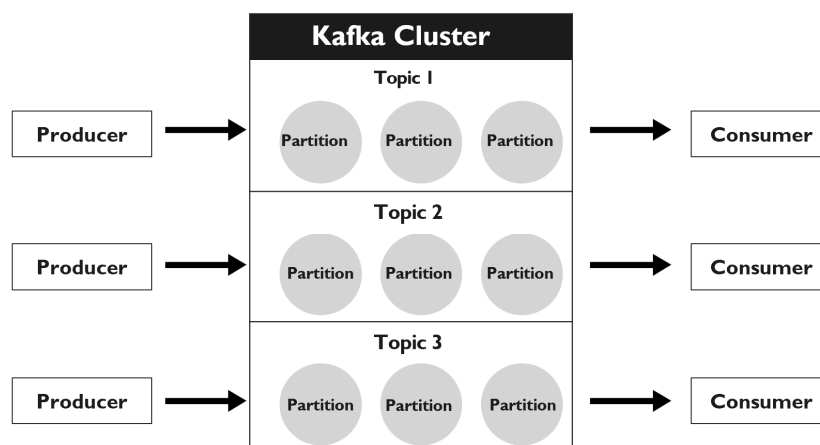 Kafka Cluster
Topic 1
Producer
Partition Partition Partition
Consumer
Topic 2
Producer
Partition Partition Partition
Consumer
Topic 3
Producer
Partition Partition Partition
Consumer